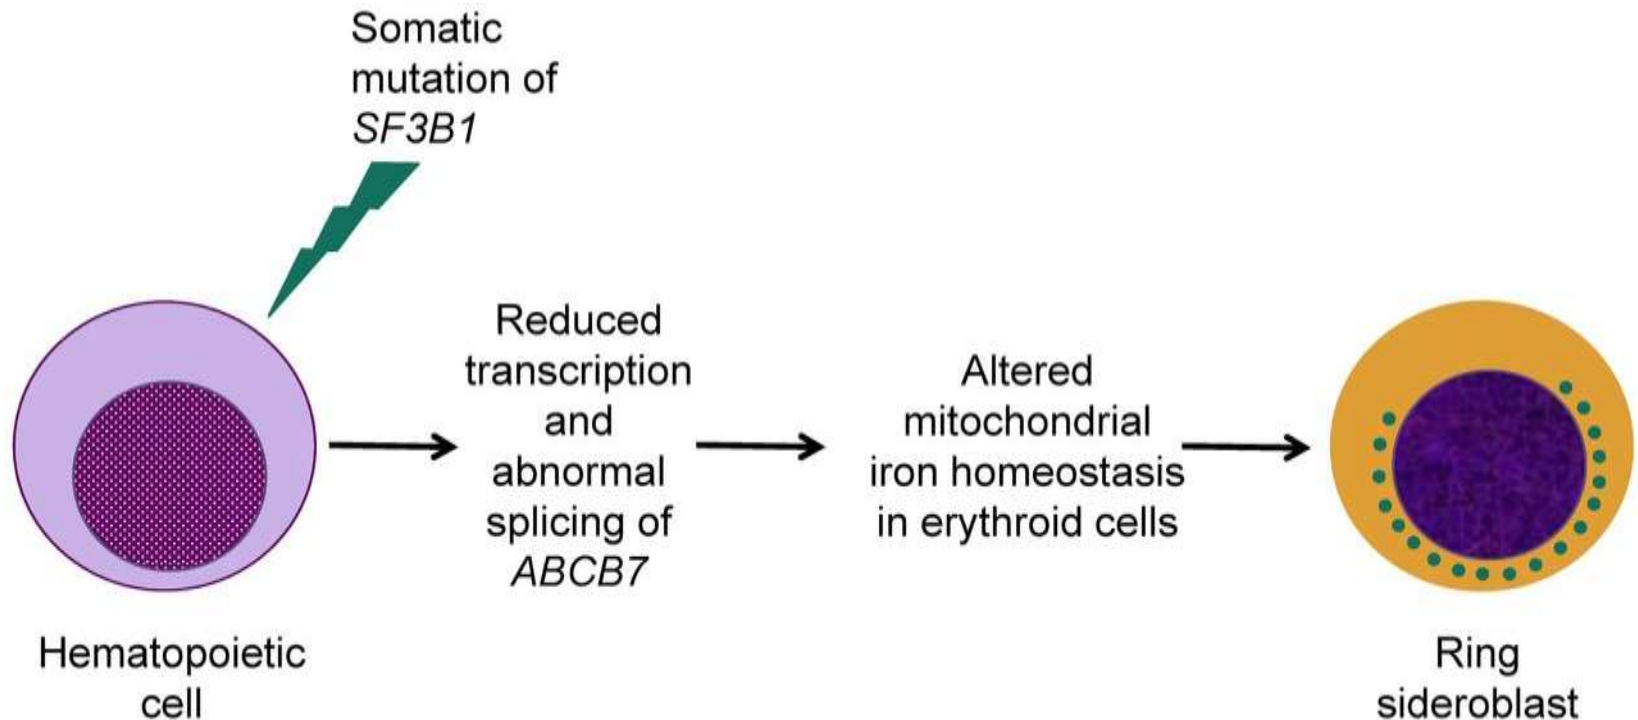 Somatic
mutation of
SF3B1
Reduced
transcription
and
abnormal
splicing of
ABCB7
Altered
mitochondrial
iron homeostasis
in erythroid cells
Hematopoietic
cell
Ring
sideroblast